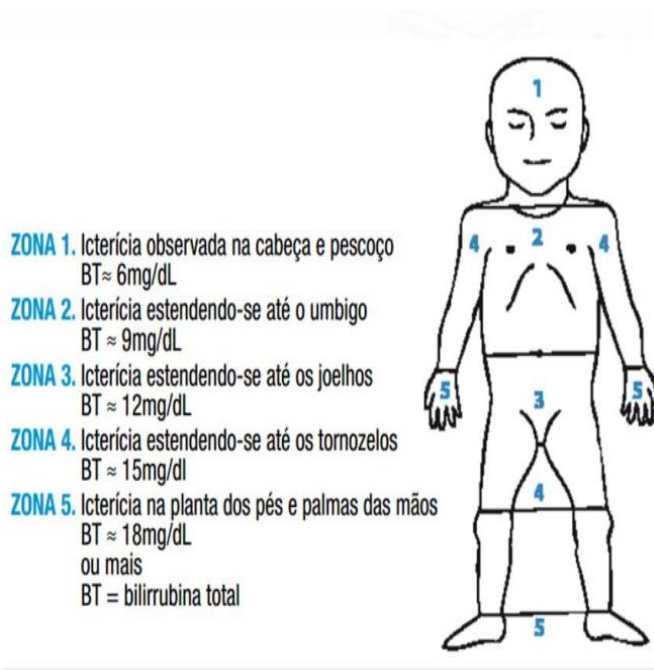 ZONA 1. Icterícia observada na cabeça e pescoço
BT≈ 6mg/dL
ZONA 2. Icterícia estendendo-se até o umbigo
BT ≈ 9mg/dL
ZONA 3. Icterícia estendendo-se até os joelhos
BT ≈ 12mg/dL
ZONA 4. Icterícia estendendo-se até os tornozelos
BT ≈ 15mg/dl
ZONA 5. Icterícia na planta dos pés e palmas das mãos
BT ≈ 18mg/dL
ou mais
BT = bilirrubina total
1
4 2 4
5 5
3
4
5